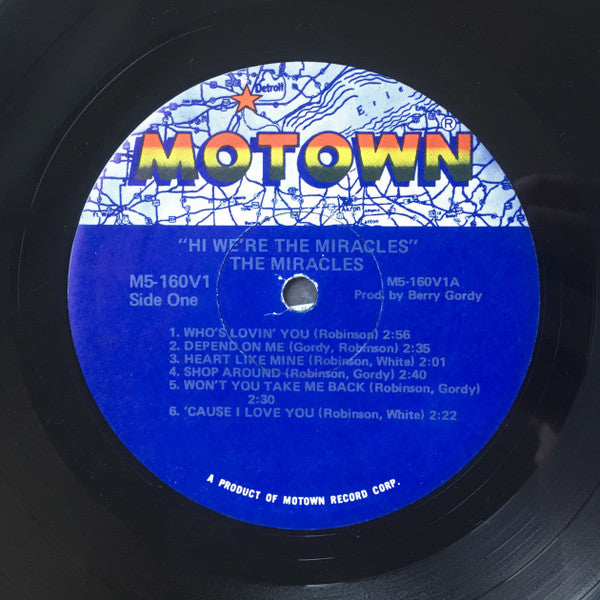 Detroit
Erie
MOTOWN®
"HI WE'RE THE MIRACLES"
THE MIRACLES
M5-160V1
Side One
M5-160V1A
Prod. by Berry Gordy
1. WHO'S LOVIN' YOU (Robinson) 2:56
2. DEPEND ON ME (Gordy, Robinson) 2:35
3. HEART LIKE MINE (Robinson, White) 2:01
4. SHOP AROUND (Robinson, Gordy) 2:40
5. WON'T YOU TAKE ME BACK (Robinson, Gordy)
2:30
6. 'CAUSE I LOVE YOU (Robinson, White) 2:22
A PRODUCT OF MOTOWN RECORD CORP.